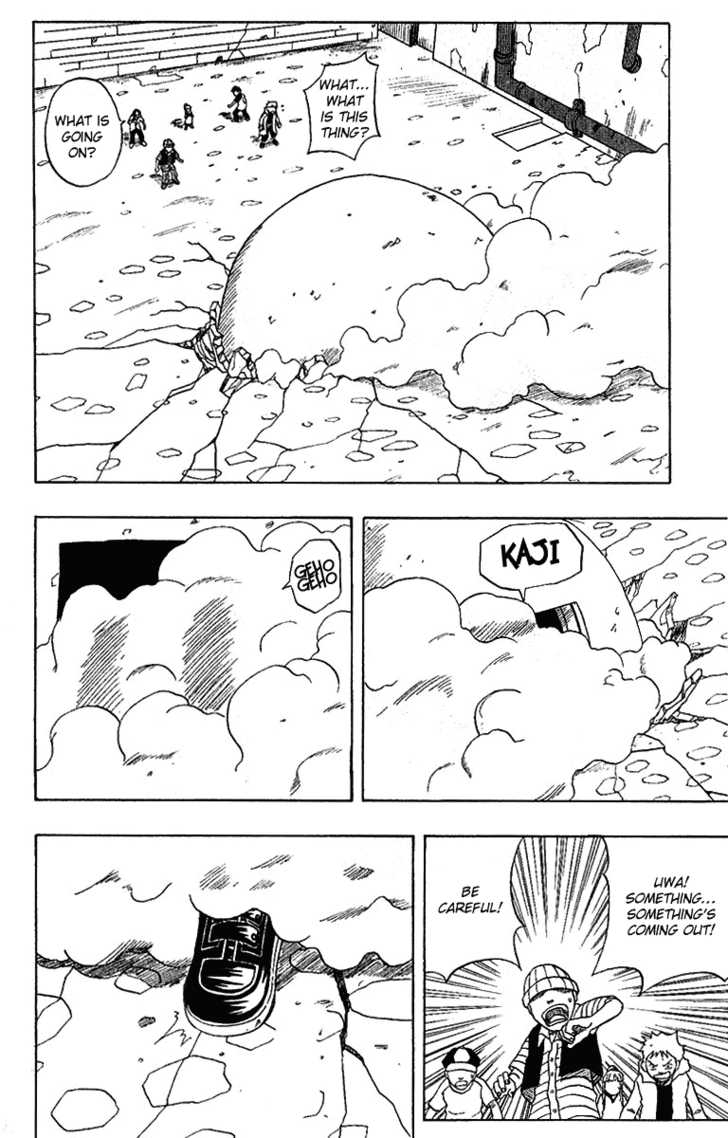 WHAT...
WHAT
IS THIS
THING?
WHAT IS
GOING
ON?
KAJI
GEHO
GEHO
UWA!
SOMETHING...
SOMETHING'S
COMING OUT!
BE
CAREFUL!